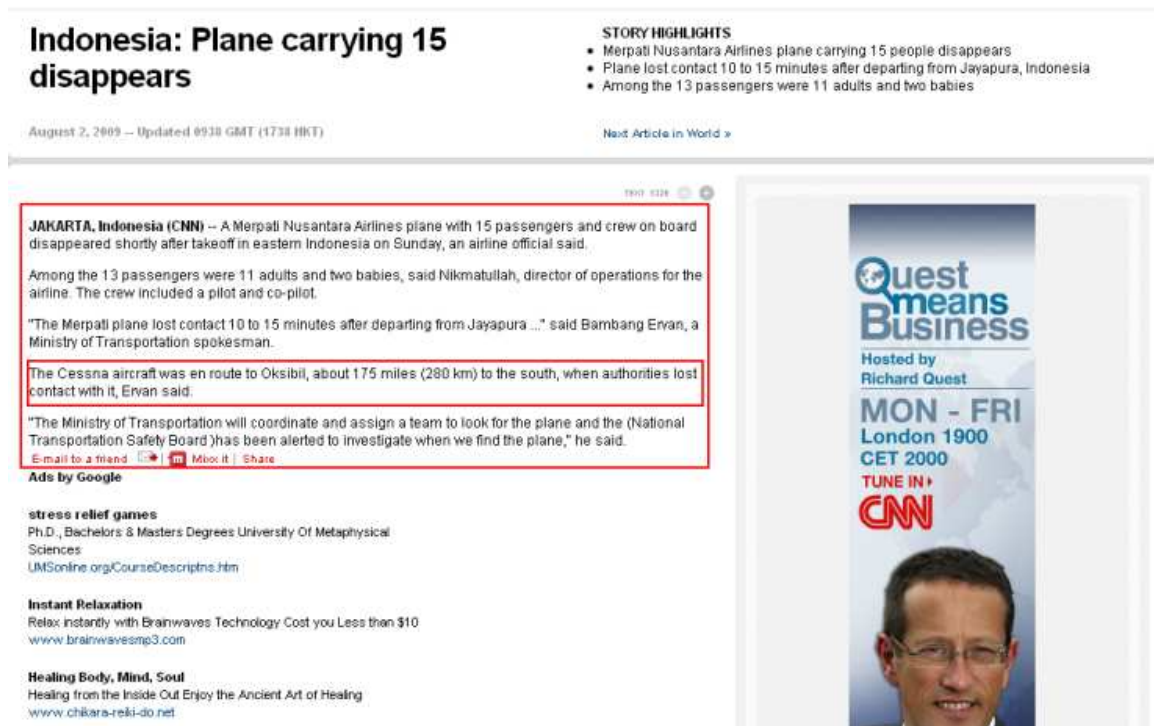 Indonesia: Plane carrying 15
disappears
August 2, 2009 -- Updated 0938 GMT (1738 HKT)
STORY HIGHLIGHTS
• Merpati Nusantara Airlines plane carrying 15 people disappears
• Plane lost contact 10 to 15 minutes after departing from Jayapura, Indonesia
• Among the 13 passengers were 11 adults and two babies
Next Article in World »
TEXT SIZE
JAKARTA, Indonesia (CNN) -- A Merpati Nusantara Airlines plane with 15 passengers and crew on board
disappeared shortly after takeoff in eastern Indonesia on Sunday, an airline official said.
Among the 13 passengers were 11 adults and two babies, said Nikmatullah, director of operations for the
airline. The crew included a pilot and co-pilot.
"The Merpati plane lost contact 10 to 15 minutes after departing from Jayapura ..." said Bambang Ervan, a
Ministry of Transportation spokesman.
The Cessna aircraft was en route to Oksibil, about 175 miles (280 km) to the south, when authorities lost
contact with it, Ervan said.
"The Ministry of Transportation will coordinate and assign a team to look for the plane and the (National
Transportation Safety Board )has been alerted to investigate when we find the plane," he said.
E-mail to a friend | m Mixx it | Share
Ads by Google
stress relief games
Ph.D., Bachelors & Masters Degrees University Of Metaphysical
Sciences
UMSonline.org/CourseDescriptns.htm
Instant Relaxation
Relax instantly with Brainwaves Technology Cost you Less than $10
www.brainwavesmp3.com
Healing Body, Mind, Soul
Healing from the Inside Out Enjoy the Ancient Art of Healing
www.chikara-reiki-do.net
Quest
means
Business
Hosted by
Richard Quest
MON - FRI
London 1900
CET 2000
TUNE IN
CNN